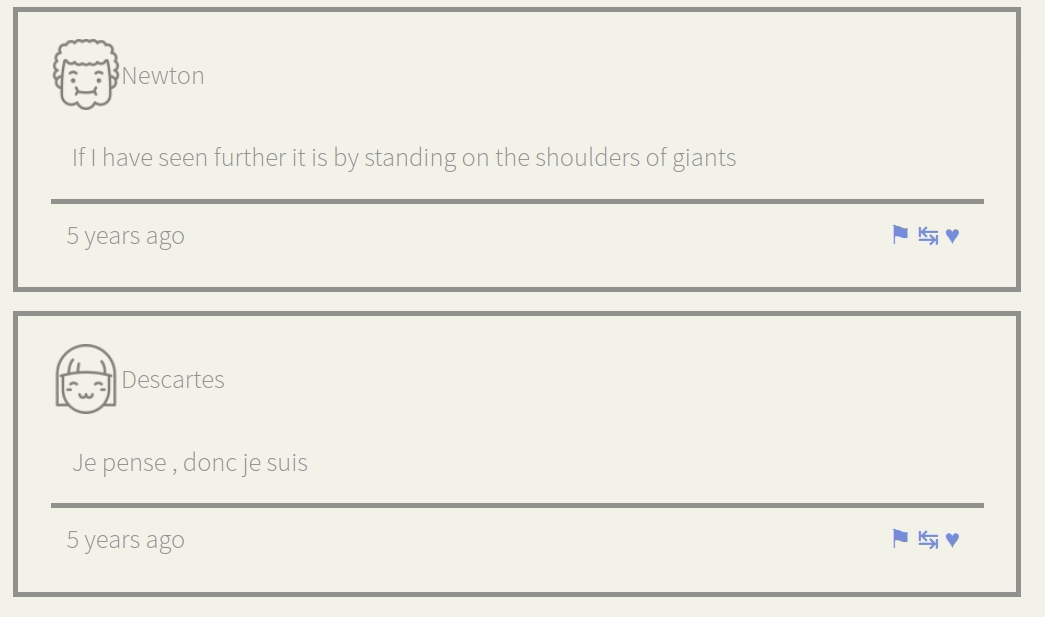 Newton
If I have seen further it is by standing on the shoulders of giants
5 years ago
Descartes
Je pense , donc je suis
5 years ago